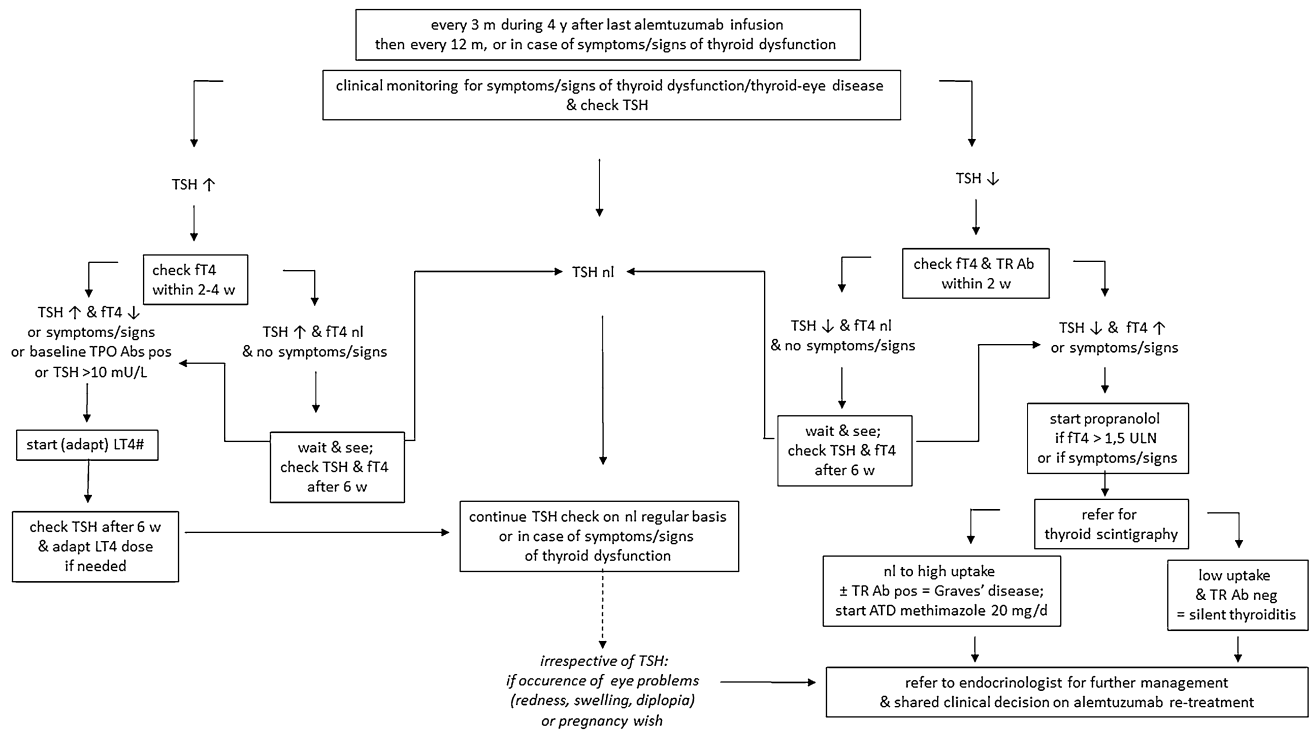 every 3 m during 4 y after last alemtuzumab infusion
then every 12 m, or in case of symptoms/signs of thyroid dysfunction
clinical monitoring for symptoms/signs of thyroid dysfunction/thyroid-eye disease
& check TSH
TSH ↑
TSH ↓
check fT4
within 2-4 w
TSH nl
check fT4 & TR Ab
within 2 w
TSH ↑ & fT4 ↓
or symptoms/signs
or baseline TPO Abs pos
or TSH >10 mU/L
TSH ↑ & fT4 nl
& no symptoms/signs
TSH ↓ & fT4 nl
& no symptoms/signs
TSH ↓ & fT4 ↑
or symptoms/signs
start (adapt) LT4#
wait & see;
check TSH & fT4
after 6 w
wait & see;
check TSH & fT4
after 6 w
start propranolol
if fT4 > 1,5 ULN
or if symptoms/signs
check TSH after 6 w
& adapt LT4 dose
if needed
continue TSH check on nl regular basis
or in case of symptoms/signs
of thyroid dysfunction
refer for
thyroid scintigraphy
nl to high uptake
± TR Ab pos = Graves’ disease;
start ATD methimazole 20 mg/d
low uptake
& TR Ab neg
= silent thyroiditis
irrespective of TSH:
if occurence of eye problems
(redness, swelling, diplopia)
or pregnancy wish
refer to endocrinologist for further management
& shared clinical decision on alemtuzumab re-treatment